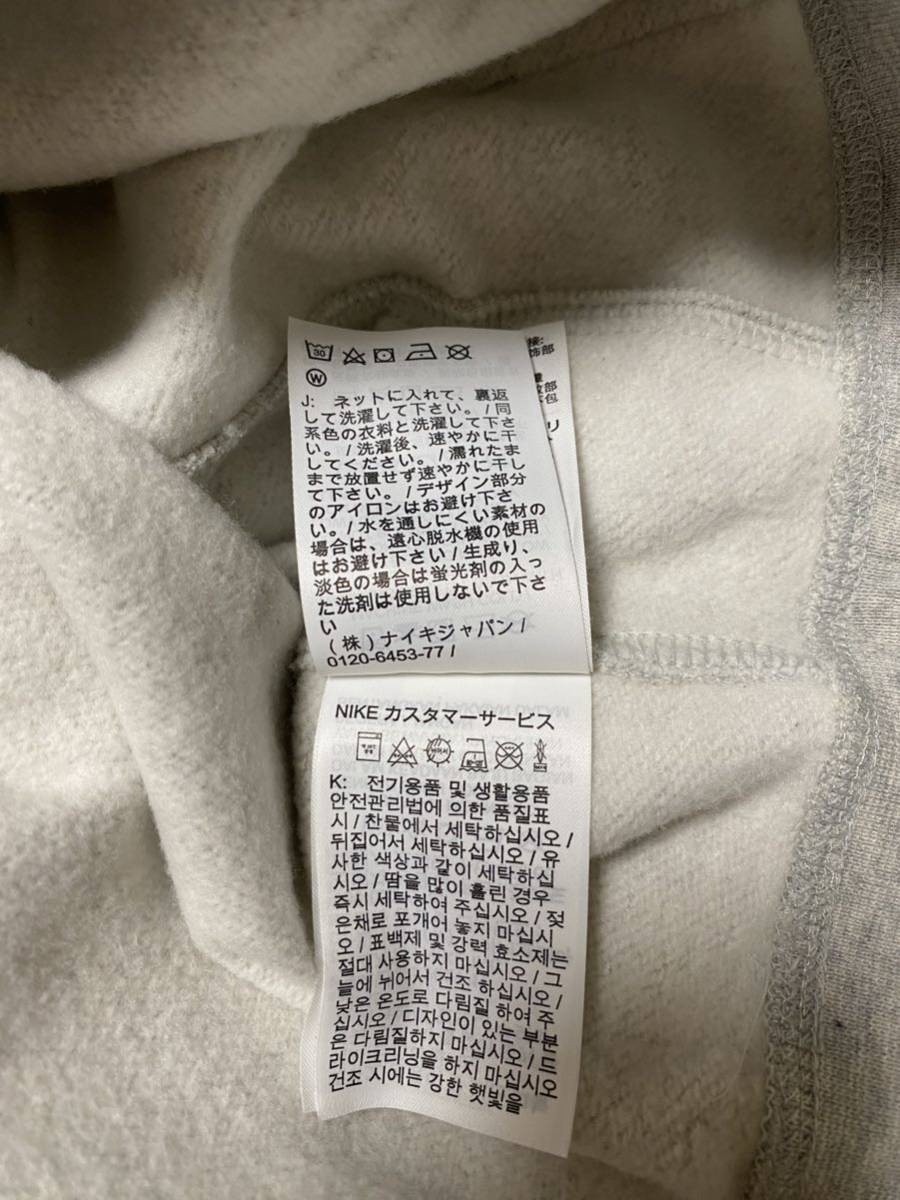 30
W
J: ネットに入れて、裏返
して洗濯して下さい。/ 同
系色の衣料と洗濯して下さ
い。/ 洗濯後、速やかに干
してください。/ 濡れたま
まで放置せず速やかに干し
て下さい。/ デザイン部分
のアイロンはお避け下さ
い。/ 水を通しにくい素材の
場合は、遠心脱水機の使用
はお避け下さい / 生成り、
淡色の場合は蛍光剤の入っ
た洗剤は使用しないで下さ
い
(株) ナイキジャパン /
0120-6453-77 /
NIKE カスタマーサービス
K: 전기용품 및 생활용품
안전관리법에 의한 품질표
시 / 찬물에서 세탁하십시오 /
뒤집어서 세탁하십시오 / 유
사한 색상과 같이 세탁하십
시오 / 땀을 많이 흘린 경우
즉시 세탁하여 주십시오 / 젖
은채로 포개어 놓지 마십시
오 / 표백제 및 강력 효소제는
절대 사용하지 마십시오 / 그
늘에 뉘어서 건조 하십시오 /
낮은 온도로 다림질 하여 주
십시오 / 디자인이 있는 부분
은 다림질하지 마십시오 / 드
라이크리닝을 하지 마십시오
건조 시에는 강한 햇빛을